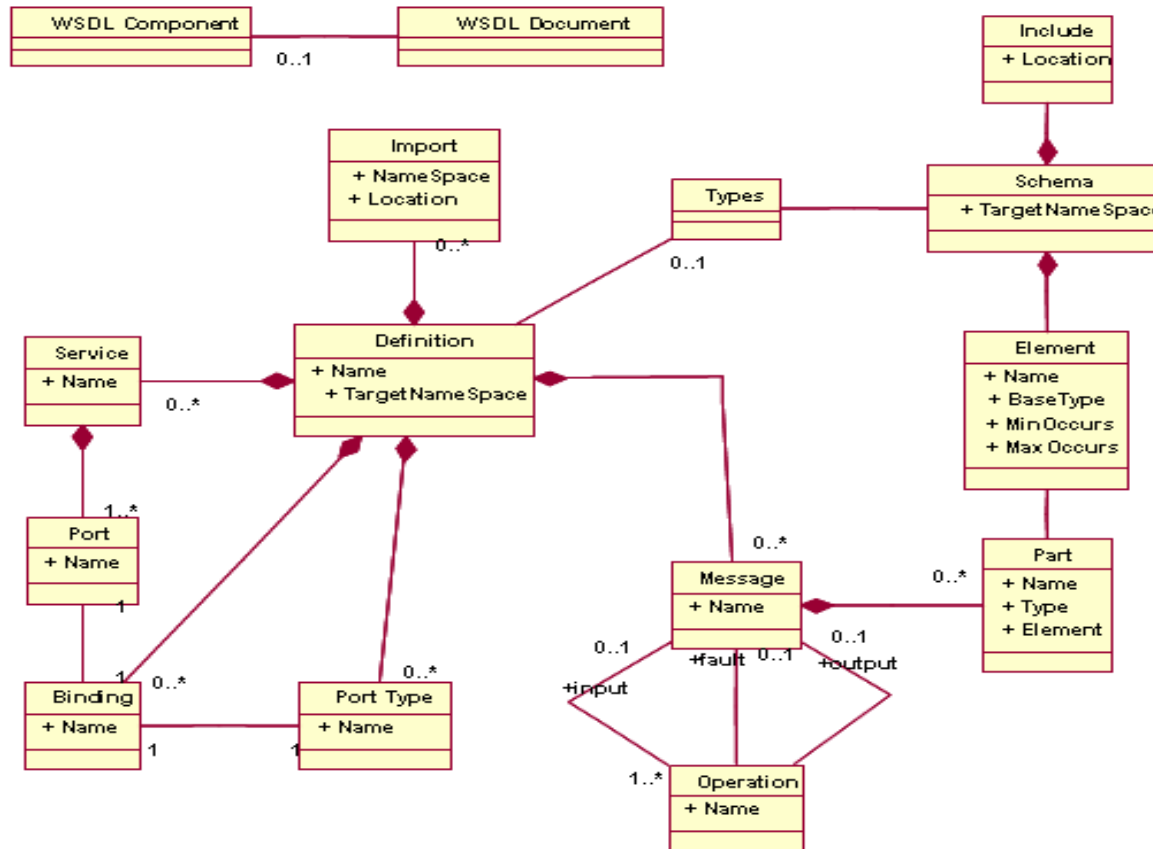 WSDL Component
WSDL Document
0..1
Include
+ Location
Import
+ NameSpace
+ Location
0..*
Types
0..1
Schema
+ TargetNameSpace
Service
+ Name
0..*
Definition
+ Name
+ TargetNameSpace
Element
+ Name
+ BaseType
+ MinOccurs
+ MaxOccurs
1..*
Port
+ Name
1
0..*
Message
+ Name
0..*
Part
+ Name
+ Type
+ Element
0..1
+fault
0..1
0..1
+output
+input
1
0..*
Binding
+ Name
1
0..*
Port Type
+ Name
1
1..*
Operation
+ Name